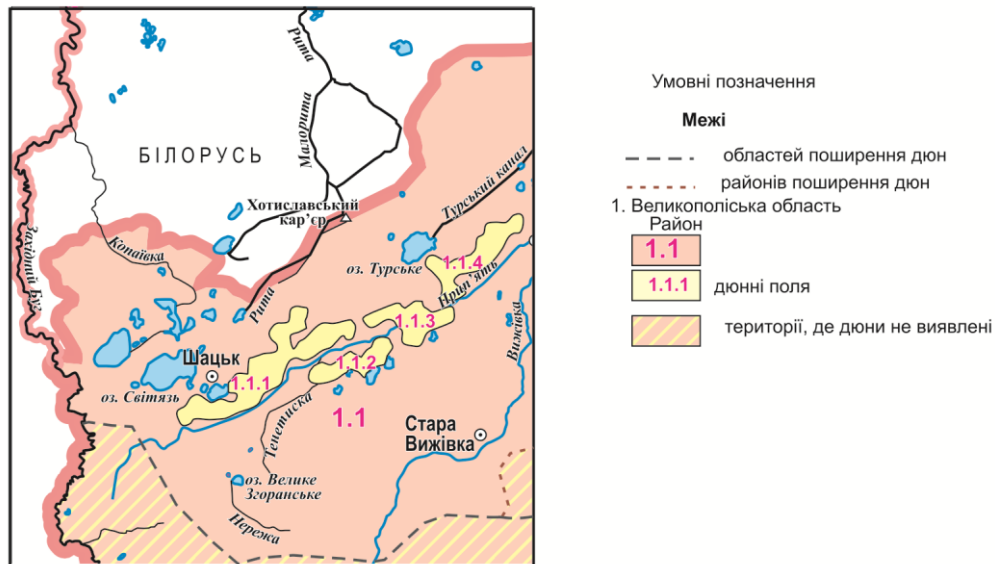 БІЛОРУСЬ
Рита
Малорита
Хотиславський
кар’єр
Турський канал
Західний Буг
Копаївка
оз. Турське
1.1.4
Прип’ять
Рита
1.1.3
Вижівка
Шацьк
1.1.1
1.1.2
оз. Світязь
1.1
Тенетиска
Стара
Вижівка
оз. Велике
Згоранське
Нережа
Умовні позначення
Межі
областей поширення дюн
районів поширення дюн
1. Великополіська область
Район
1.1
1.1.1 дюнні поля
території, де дюни не виявлені